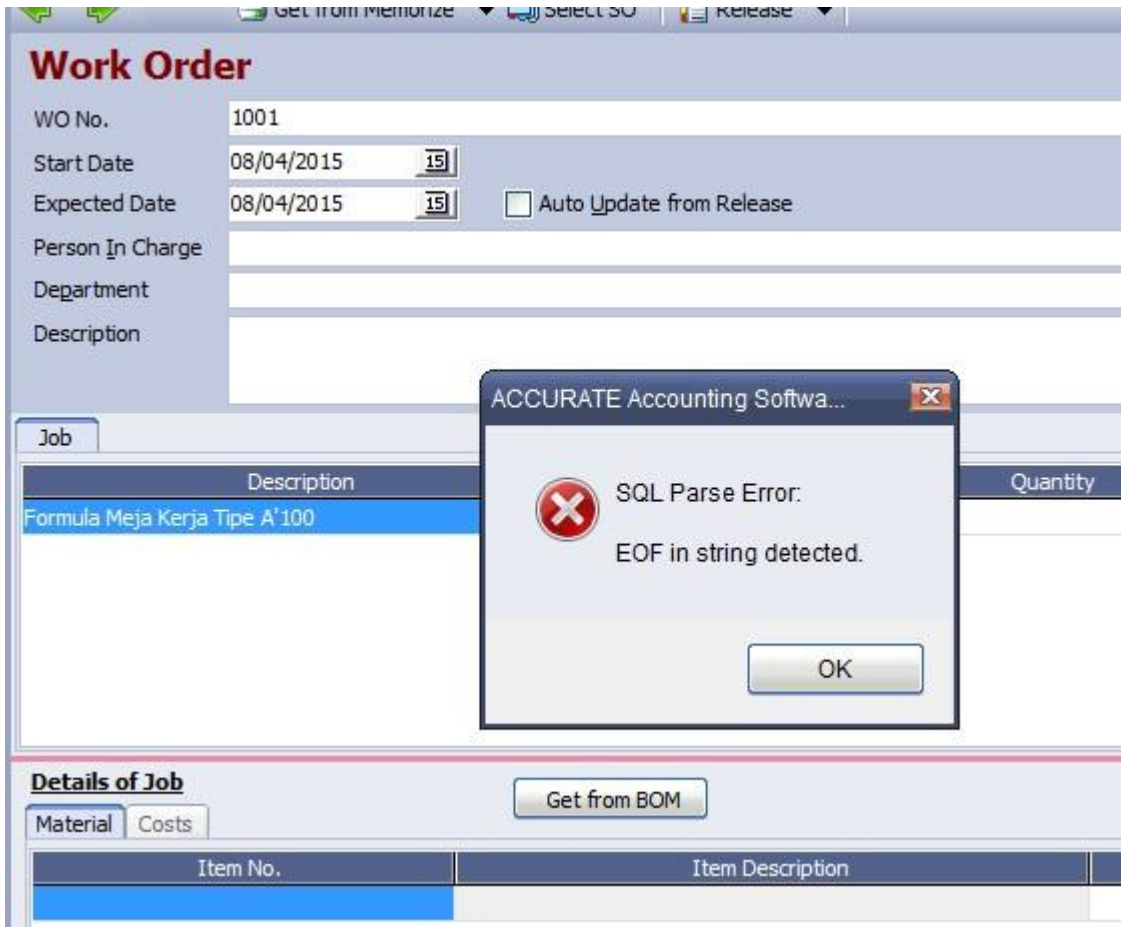 Get from Memorize Select SO Release
Work Order
WO No. 1001
Start Date 08/04/2015 15
Expected Date 08/04/2015 15 Auto Update from Release
Person In Charge
Department
Description
ACCURATE Accounting Softwa...
SQL Parse Error:
EOF in string detected.
OK
Job
Description Quantity
Formula Meja Kerja Tipe A'100
Details of Job
Get from BOM
Material Costs
Item No. Item Description